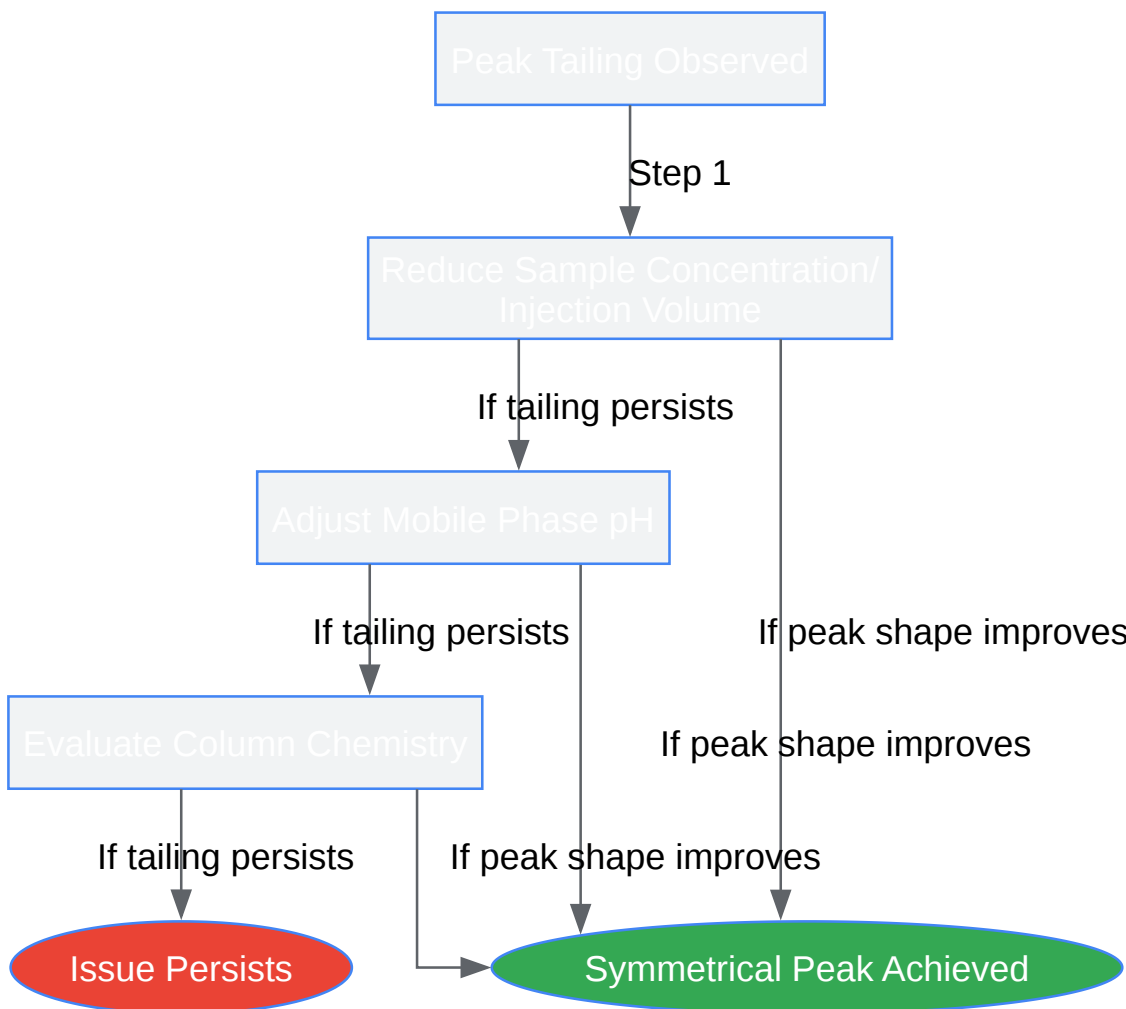 Peak Tailing Observed
Step 1
Reduce Sample Concentration/
Injection Volume
If tailing persists
Adjust Mobile Phase pH
If tailing persists
If peak shape improves
Evaluate Column Chemistry
If peak shape improves
If tailing persists
If peak shape improves
Issue Persists
Symmetrical Peak Achieved